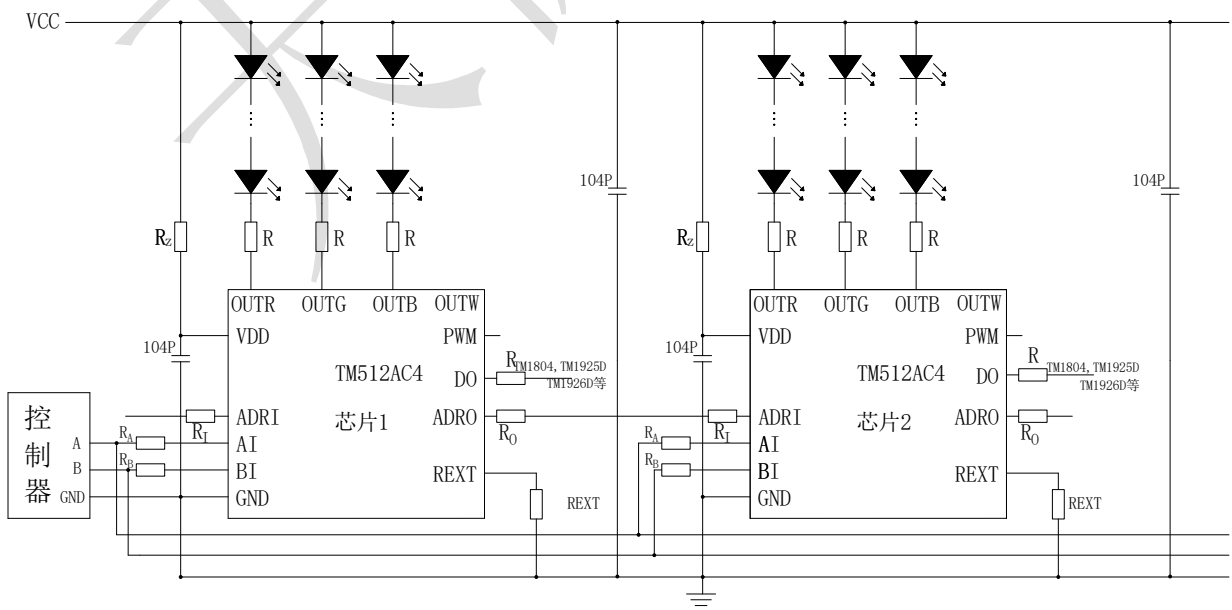 VCC
104P
104P
Rz R R R
Rz R R R
OUTR OUTG OUTB OUTW
VDD
PWM
104P
TM512AC4
DO
R
TM1804,TM1925D
TM1926D等
芯片1
ADRI
ADRO
RI
RO
AI
BI
REXT
GND
REXT
控制器
A
B
GND
RA
RB
OUTR OUTG OUTB OUTW
VDD
PWM
104P
TM512AC4
DO
R
TM1804,TM1925D
TM1926D等
芯片2
ADRI
ADRO
RI
RO
RA
RB
AI
BI
REXT
GND
REXT